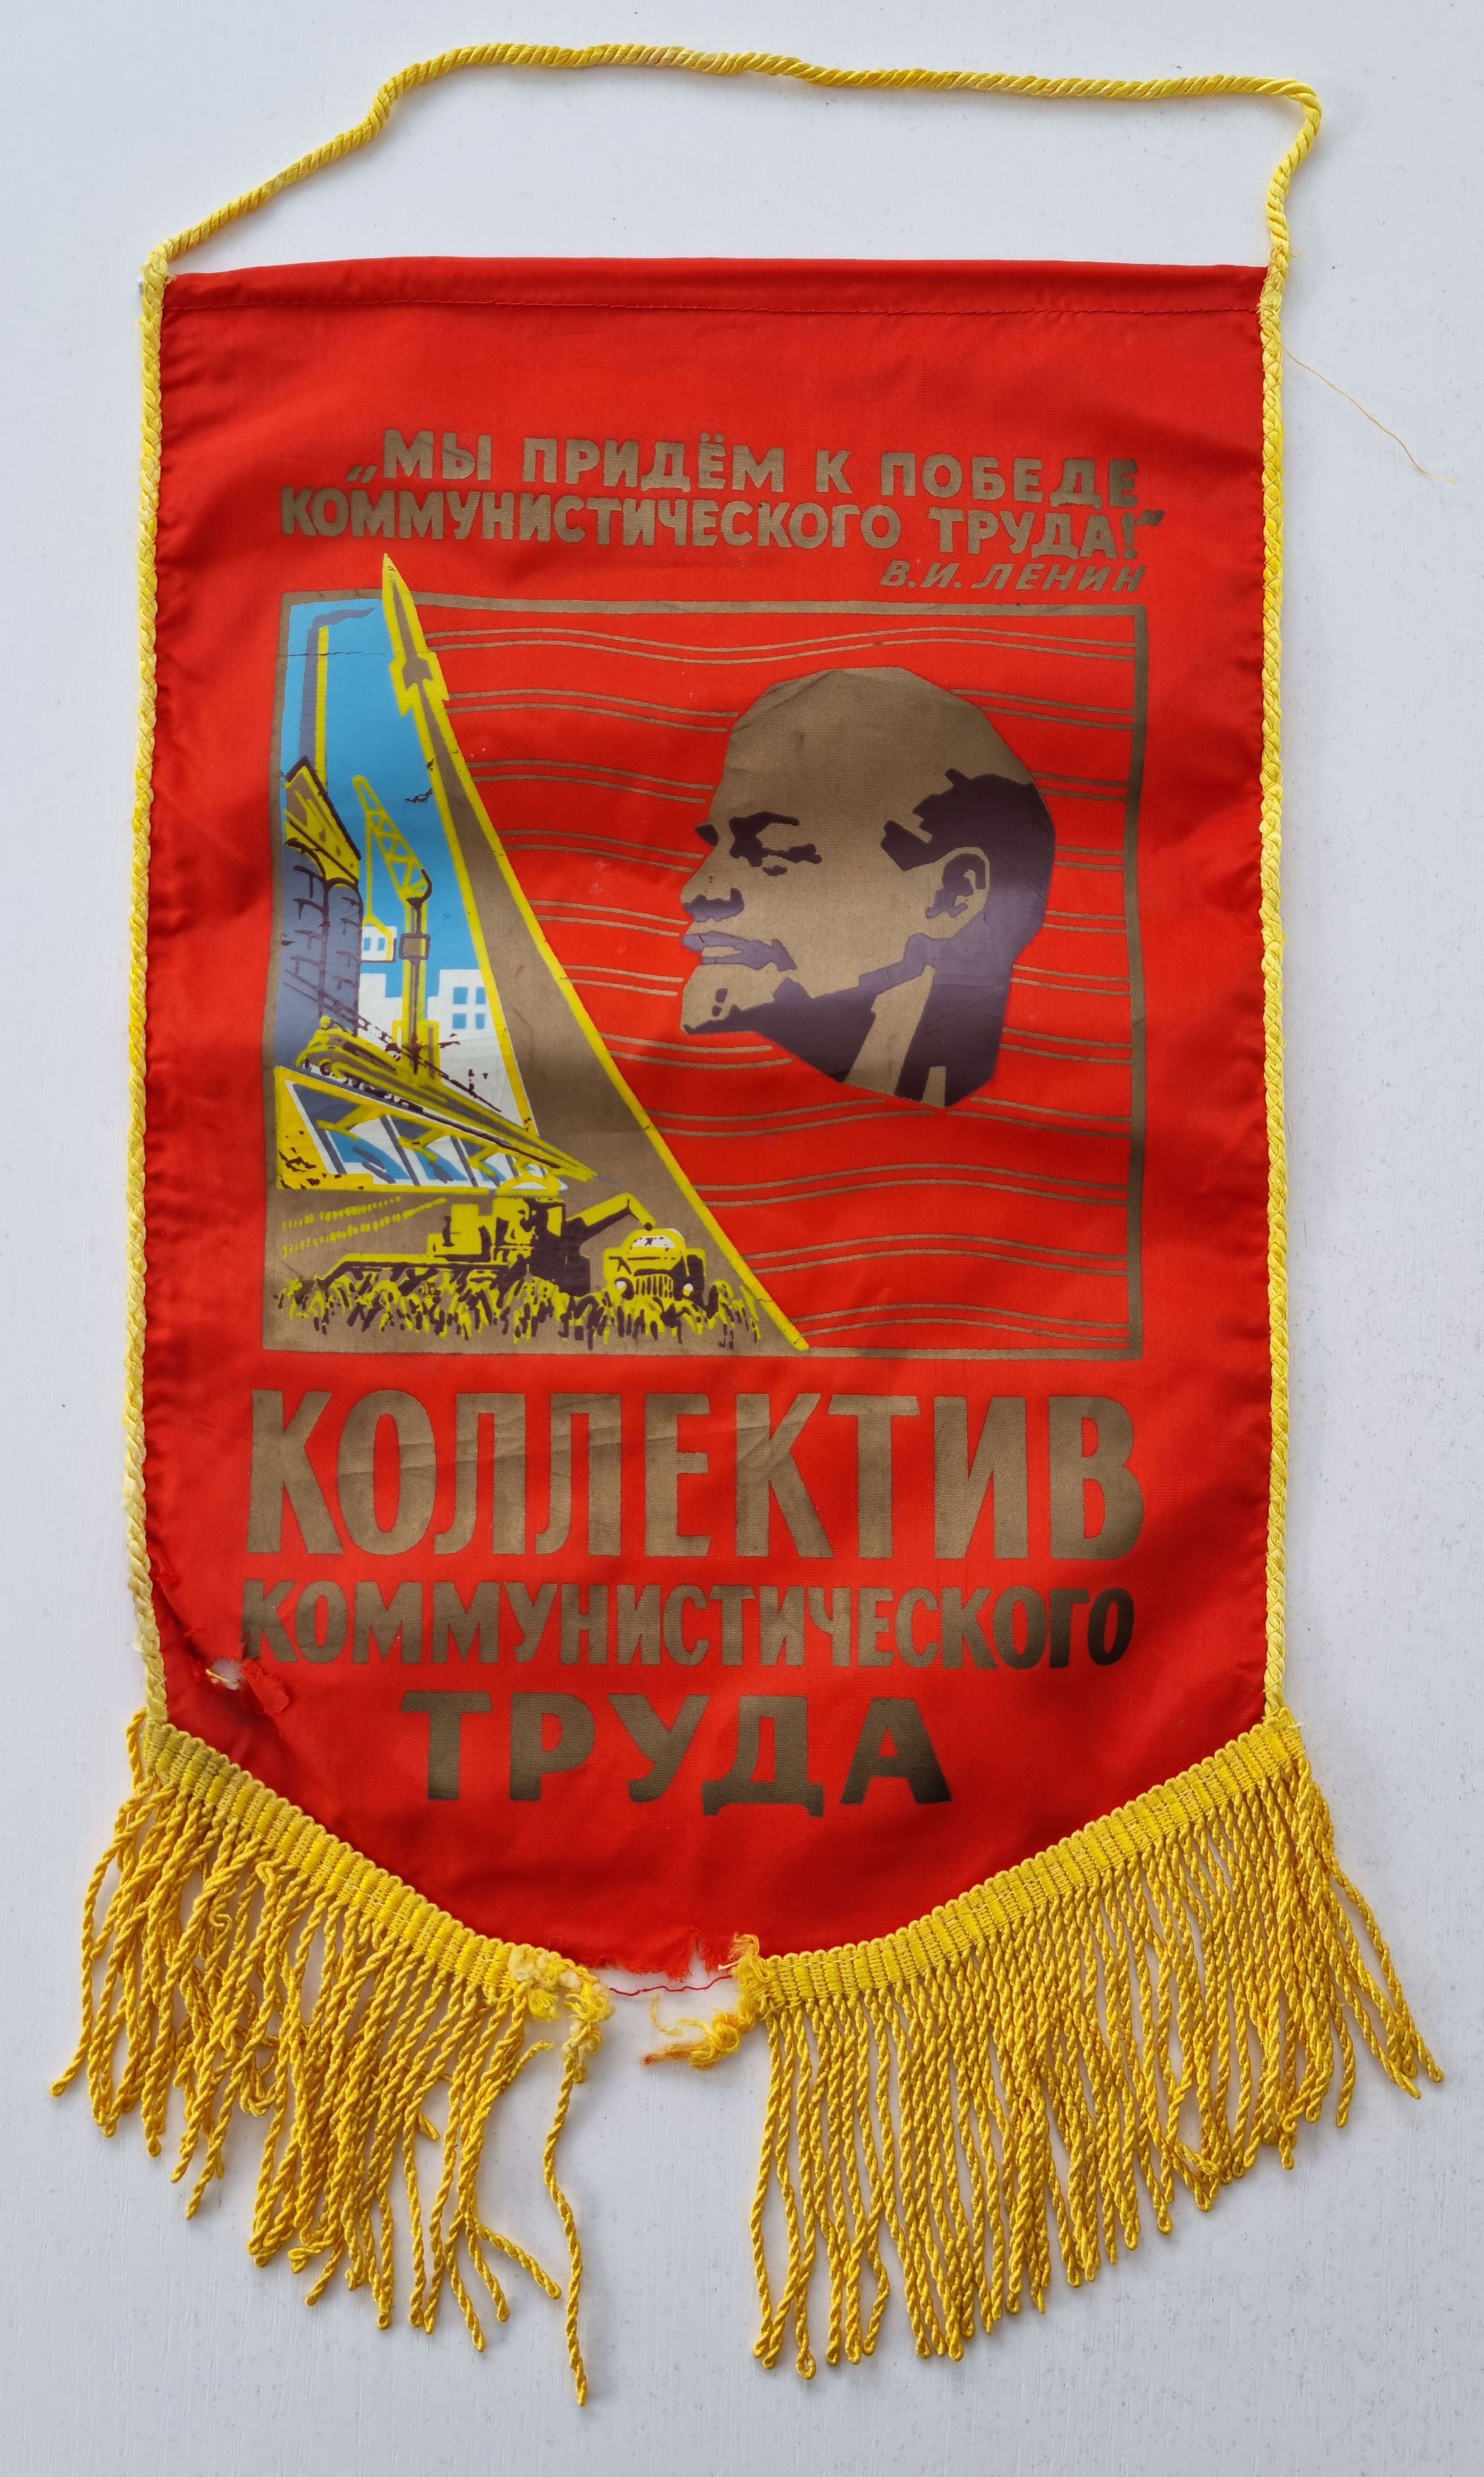 „МЫ ПРИДЁМ К ПОБЕДЕ
КОММУНИСТИЧЕСКОГО ТРУДА!“
В.И. ЛЕНИН
КОЛЛЕКТИВ
КОММУНИСТИЧЕСКОГО
ТРУДА